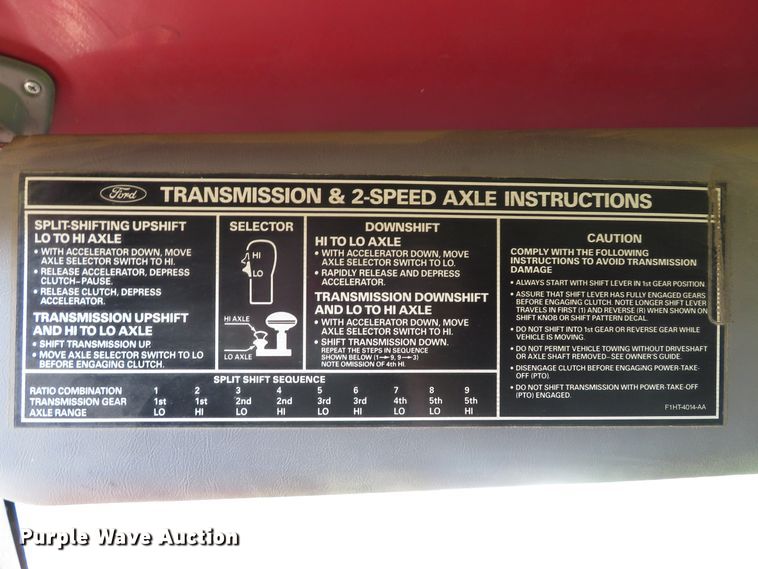 Ford TRANSMISSION & 2-SPEED AXLE INSTRUCTIONS
SPLIT-SHIFTING UPSHIFT
LO TO HI AXLE
• WITH ACCELERATOR DOWN, MOVE
AXLE SELECTOR SWITCH TO HI.
• RELEASE ACCELERATOR, DEPRESS
CLUTCH-PAUSE.
• RELEASE CLUTCH, DEPRESS
ACCELERATOR.
TRANSMISSION UPSHIFT
AND HI TO LO AXLE
• SHIFT TRANSMISSION UP.
• MOVE AXLE SELECTOR SWITCH TO LO
BEFORE ENGAGING CLUTCH.
SELECTOR
HI
LO
HI AXLE
LO AXLE
DOWNSHIFT
HI TO LO AXLE
• WITH ACCELERATOR DOWN, MOVE
AXLE SELECTOR SWITCH TO LO.
• RAPIDLY RELEASE AND DEPRESS
ACCELERATOR.
TRANSMISSION DOWNSHIFT
AND LO TO HI AXLE
• WITH ACCELERATOR DOWN, MOVE
AXLE SELECTOR SWITCH TO HI.
• SHIFT TRANSMISSION DOWN.
REPEAT THE STEPS IN SEQUENCE
SHOWN BELOW (1→9, 9→3)
NOTE OMISSION OF 4th HI.
SPLIT SHIFT SEQUENCE
RATIO COMBINATION 1 2 3 4 5 6 7 8 9
TRANSMISSION GEAR 1st 1st 2nd 2nd 3rd 3rd 4th 5th 5th
AXLE RANGE LO HI LO HI LO HI LO LO HI
CAUTION
COMPLY WITH THE FOLLOWING
INSTRUCTIONS TO AVOID TRANSMISSION
DAMAGE
• ALWAYS START WITH SHIFT LEVER IN 1st GEAR POSITION.
• ASSURE THAT SHIFT LEVER HAS FULLY ENGAGED GEARS
BEFORE ENGAGING CLUTCH. NOTE LONGER SHIFT LEVER
TRAVELS IN FIRST (1) AND REVERSE (R) WHEN SHOWN ON
SHIFT KNOB OR SHIFT PATTERN DECAL.
• DO NOT SHIFT INTO 1st GEAR OR REVERSE GEAR WHILE
VEHICLE IS MOVING.
• DO NOT PERMIT VEHICLE TOWING WITHOUT DRIVESHAFT
OR AXLE SHAFT REMOVED—SEE OWNER'S GUIDE.
• DISENGAGE CLUTCH BEFORE ENGAGING POWER-TAKE-
OFF (PTO).
• DO NOT SHIFT TRANSMISSION WITH POWER-TAKE-OFF
(PTO) ENGAGED.
F1HT-4014-AA
Purple Wave Auction